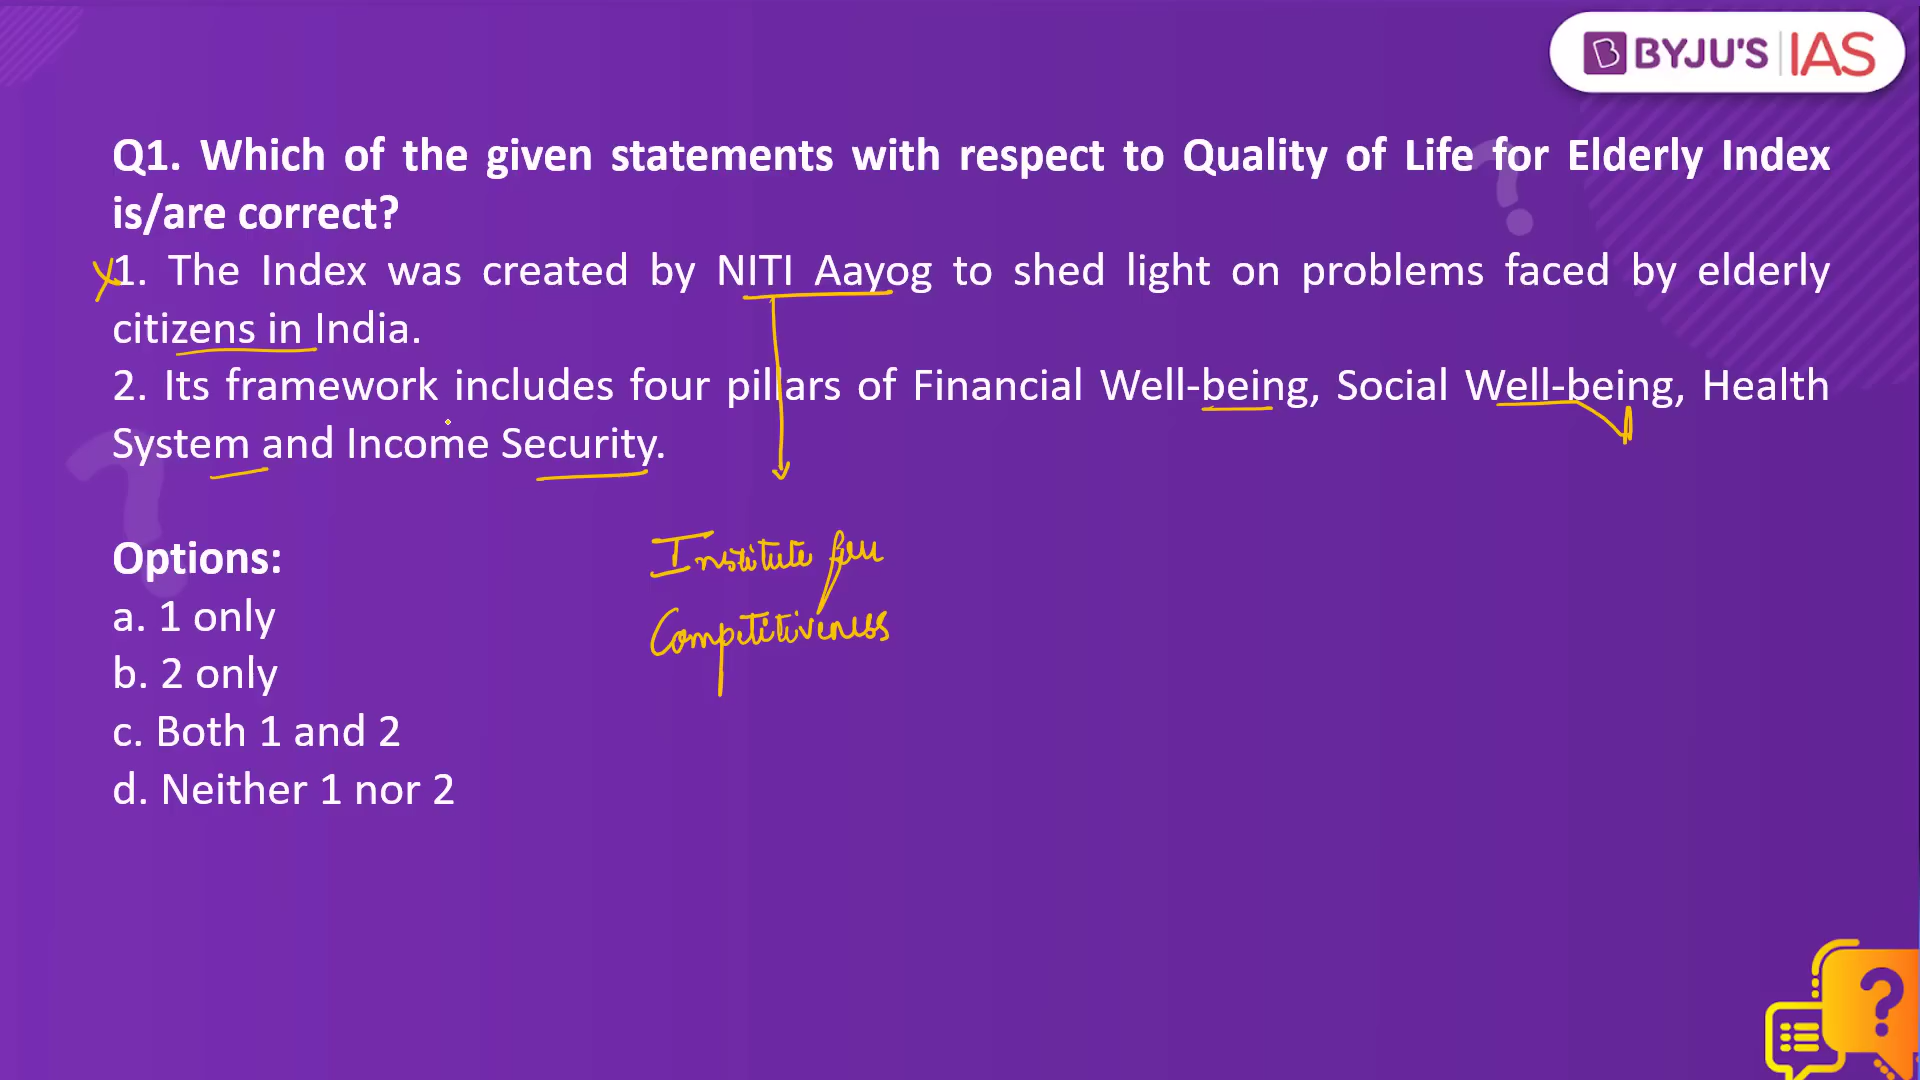 BYJU'S IAS
Q1. Which of the given statements with respect to Quality of Life for Elderly Index
is/are correct?
1. The Index was created by NITI Aayog to shed light on problems faced by elderly
citizens in India.
2. Its framework includes four pillars of Financial Well-being, Social Well-being, Health
System and Income Security.
Options:
a. 1 only
b. 2 only
c. Both 1 and 2
d. Neither 1 nor 2
Institute for
Competitiveness